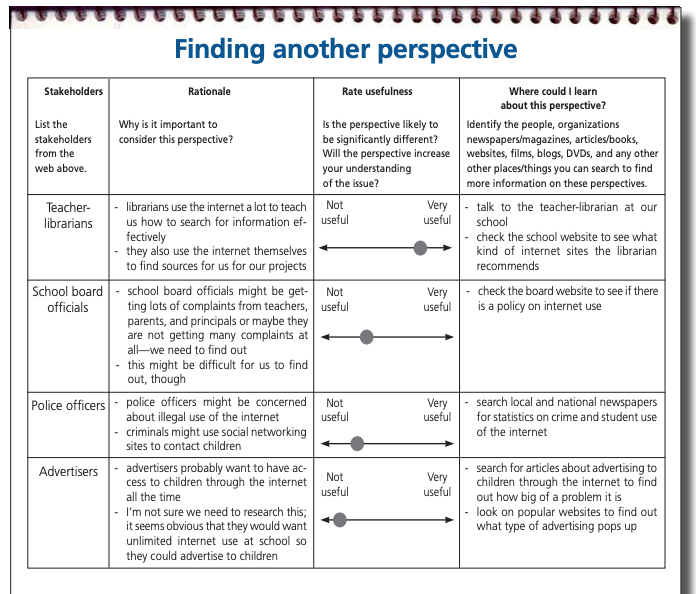 Finding another perspective
Stakeholders
List the
stakeholders
from the
web above.
Rationale
Why is it important to
consider this perspective?
Rate usefulness
Is the perspective likely to
be significantly different?
Will the perspective increase
your understanding
of the issue?
Where could I learn
about this perspective?
Identify the people, organizations
newspapers/magazines, articles/books,
websites, films, blogs, DVDs, and any other
other places/things you can search to find
more information on these perspectives.
Teacher-
librarians
- librarians use the internet a lot to teach
us how to search for information ef-
fectively
- they also use the internet themselves
to find sources for us for our projects
Not Very
useful useful
- talk to the teacher-librarian at our
school
- check the school website to see what
kind of internet sites the librarian
recommends
School board
officials
- school board officials might be get-
ting lots of complaints from teachers,
parents, and principals or maybe they
are not getting many complaints at
all—we need to find out
- this might be difficult for us to find
out, though
Not Very
useful useful
- check the board website to see if there
is a policy on internet use
Police officers
- police officers might be concerned
about illegal use of the internet
- criminals might use social networking
sites to contact children
Not Very
useful useful
- search local and national newspapers
for statistics on crime and student use
of the internet
Advertisers
- advertisers probably want to have ac-
cess to children through the internet
all the time
- I'm not sure we need to research this;
it seems obvious that they would want
unlimited internet use at school so
they could advertise to children
Not Very
useful useful
- search for articles about advertising to
children through the internet to find
out how big of a problem it is
- look on popular websites to find out
what type of advertising pops up